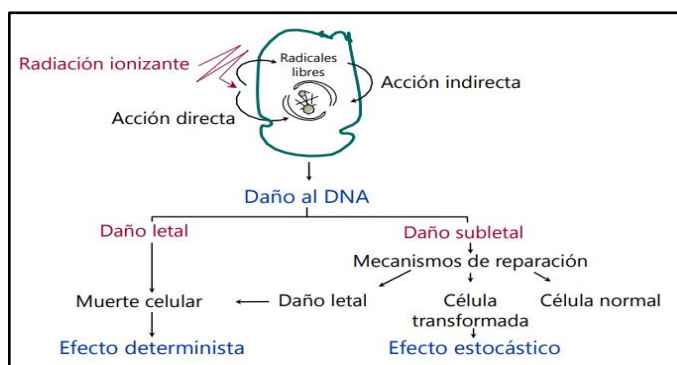 Radicales
libres
Radiación ionizante
Acción indirecta
Acción directa
Daño al DNA
Daño letal
Daño subletal
Mecanismos de reparación
Muerte celular
Daño letal
Célula
transformada
Célula normal
Efecto determinista
Efecto estocástico